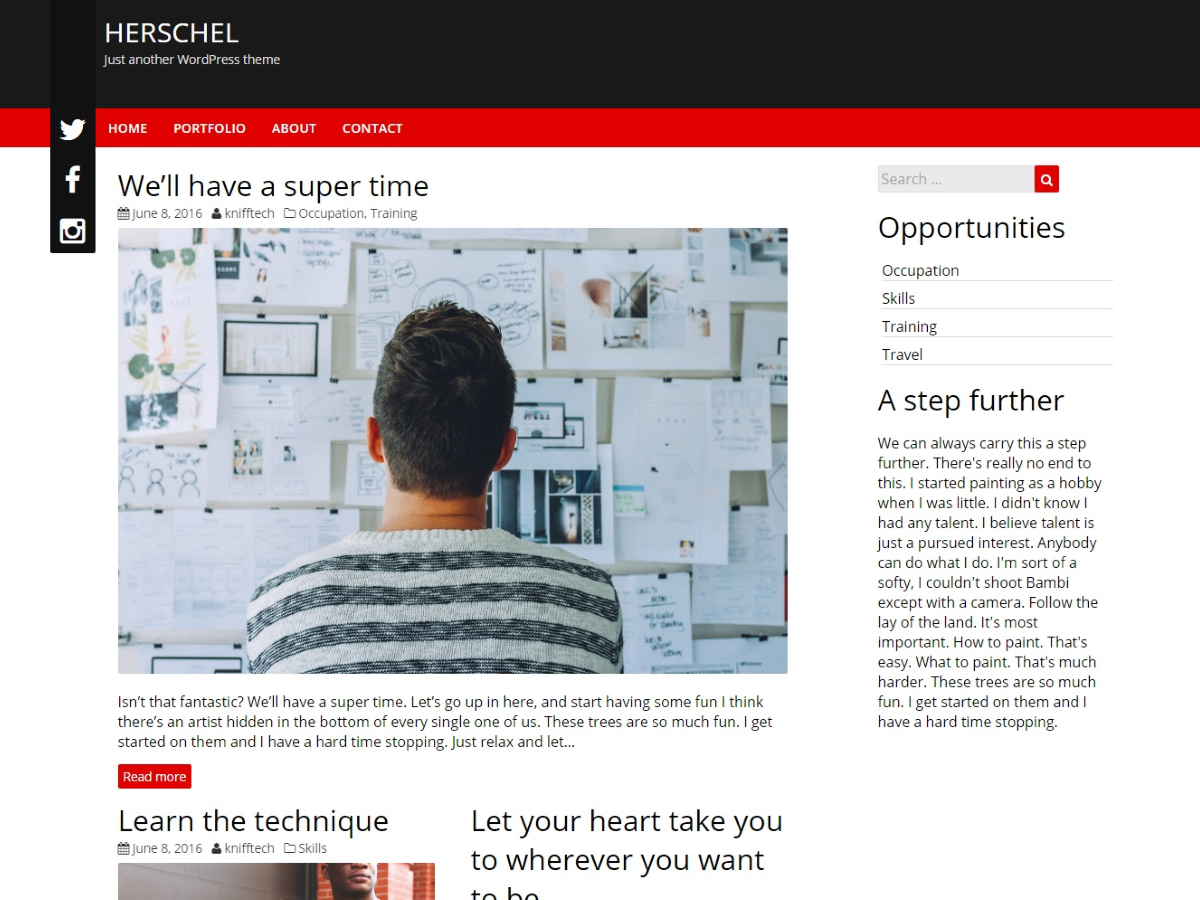 HERSCHEL
Just another WordPress theme
HOME PORTFOLIO ABOUT CONTACT
We’ll have a super time
June 8, 2016 knifftech Occupation, Training
Isn’t that fantastic? We’ll have a super time. Let’s go up in here, and start having some fun I think
there’s an artist hidden in the bottom of every single one of us. These trees are so much fun. I get
started on them and I have a hard time stopping. Just relax and let...
Read more
Learn the technique
June 8, 2016 knifftech Skills
Let your heart take you
to wherever you want
to be
Search ...
Opportunities
Occupation
Skills
Training
Travel
A step further
We can always carry this a step
further. There's really no end to
this. I started painting as a hobby
when I was little. I didn't know I
had any talent. I believe talent is
just a pursued interest. Anybody
can do what I do. I'm sort of a
softy, I couldn't shoot Bambi
except with a camera. Follow the
lay of the land. It's most
important. How to paint. That's
easy. What to paint. That's much
harder. These trees are so much
fun. I get started on them and I
have a hard time stopping.